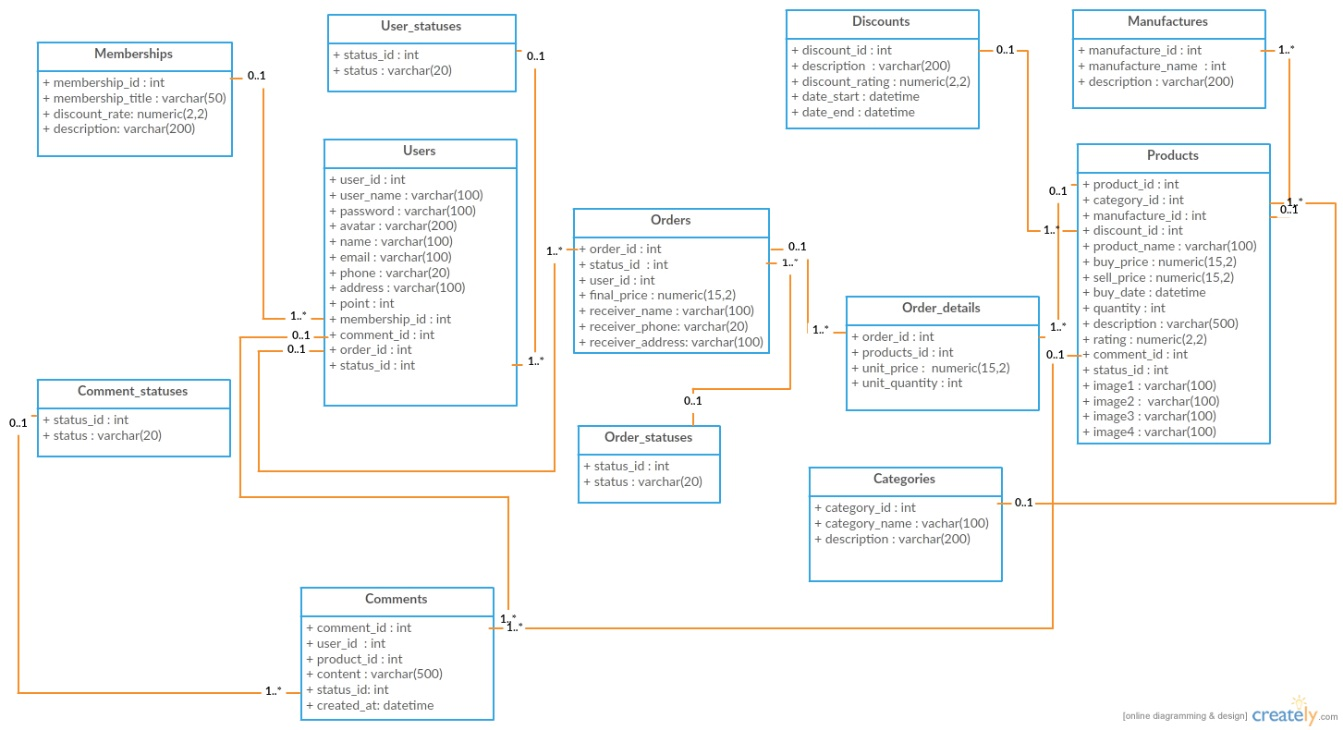 User_statuses
+ status_id : int
+ status : varchar(20)
Discounts
+ discount_id : int
+ description : varchar(200)
+ discount_rating : numeric(2,2)
+ date_start : datetime
+ date_end : datetime
Manufactures
+ manufacture_id : int
+ manufacture_name : int
+ description : varchar(200)
Memberships
+ membership_id : int
+ membership_title : varchar(50)
+ discount_rate: numeric(2,2)
+ description: varchar(200)
0..1
0..1
0..1
1..*
Users
+ user_id : int
+ user_name : varchar(100)
+ password : varchar(100)
+ avatar : varchar(200)
+ name : varchar(100)
+ email : varchar(100)
+ phone : varchar(20)
+ address : varchar(100)
+ point : int
+ membership_id : int
+ comment_id : int
+ order_id : int
+ status_id : int
1..*
0..1
0..1
1..*
Orders
+ order_id : int
+ status_id : int
+ user_id : int
+ final_price : numeric(15,2)
+ receiver_name : varchar(100)
+ receiver_phone: varchar(20)
+ receiver_address: varchar(100)
1..*
0..1
1..*
Products
+ product_id : int
+ category_id : int
+ manufacture_id : int
+ discount_id : int
+ product_name : varchar(100)
+ buy_price : numeric(15,2)
+ sell_price : numeric(15,2)
+ buy_date : datetime
+ quantity : int
+ description : varchar(500)
+ rating : numeric(2,2)
+ comment_id : int
+ status_id : int
+ image1 : varchar(100)
+ image2 : varchar(100)
+ image3 : varchar(100)
+ image4 : varchar(100)
0..1
1..*
0..1
1..*
1..*
0..1
Order_details
+ order_id : int
+ products_id : int
+ unit_price : numeric(15,2)
+ unit_quantity : int
1..*
Comment_statuses
+ status_id : int
+ status : varchar(20)
0..1
0..1
Order_statuses
+ status_id : int
+ status : varchar(20)
Categories
+ category_id : int
+ category_name : vachar(100)
+ description : varchar(200)
0..1
Comments
+ comment_id : int
+ user_id : int
+ product_id : int
+ content : varchar(500)
+ status_id: int
+ created_at: datetime
1..*
1..*
1..*
[online diagramming & design] creately.com